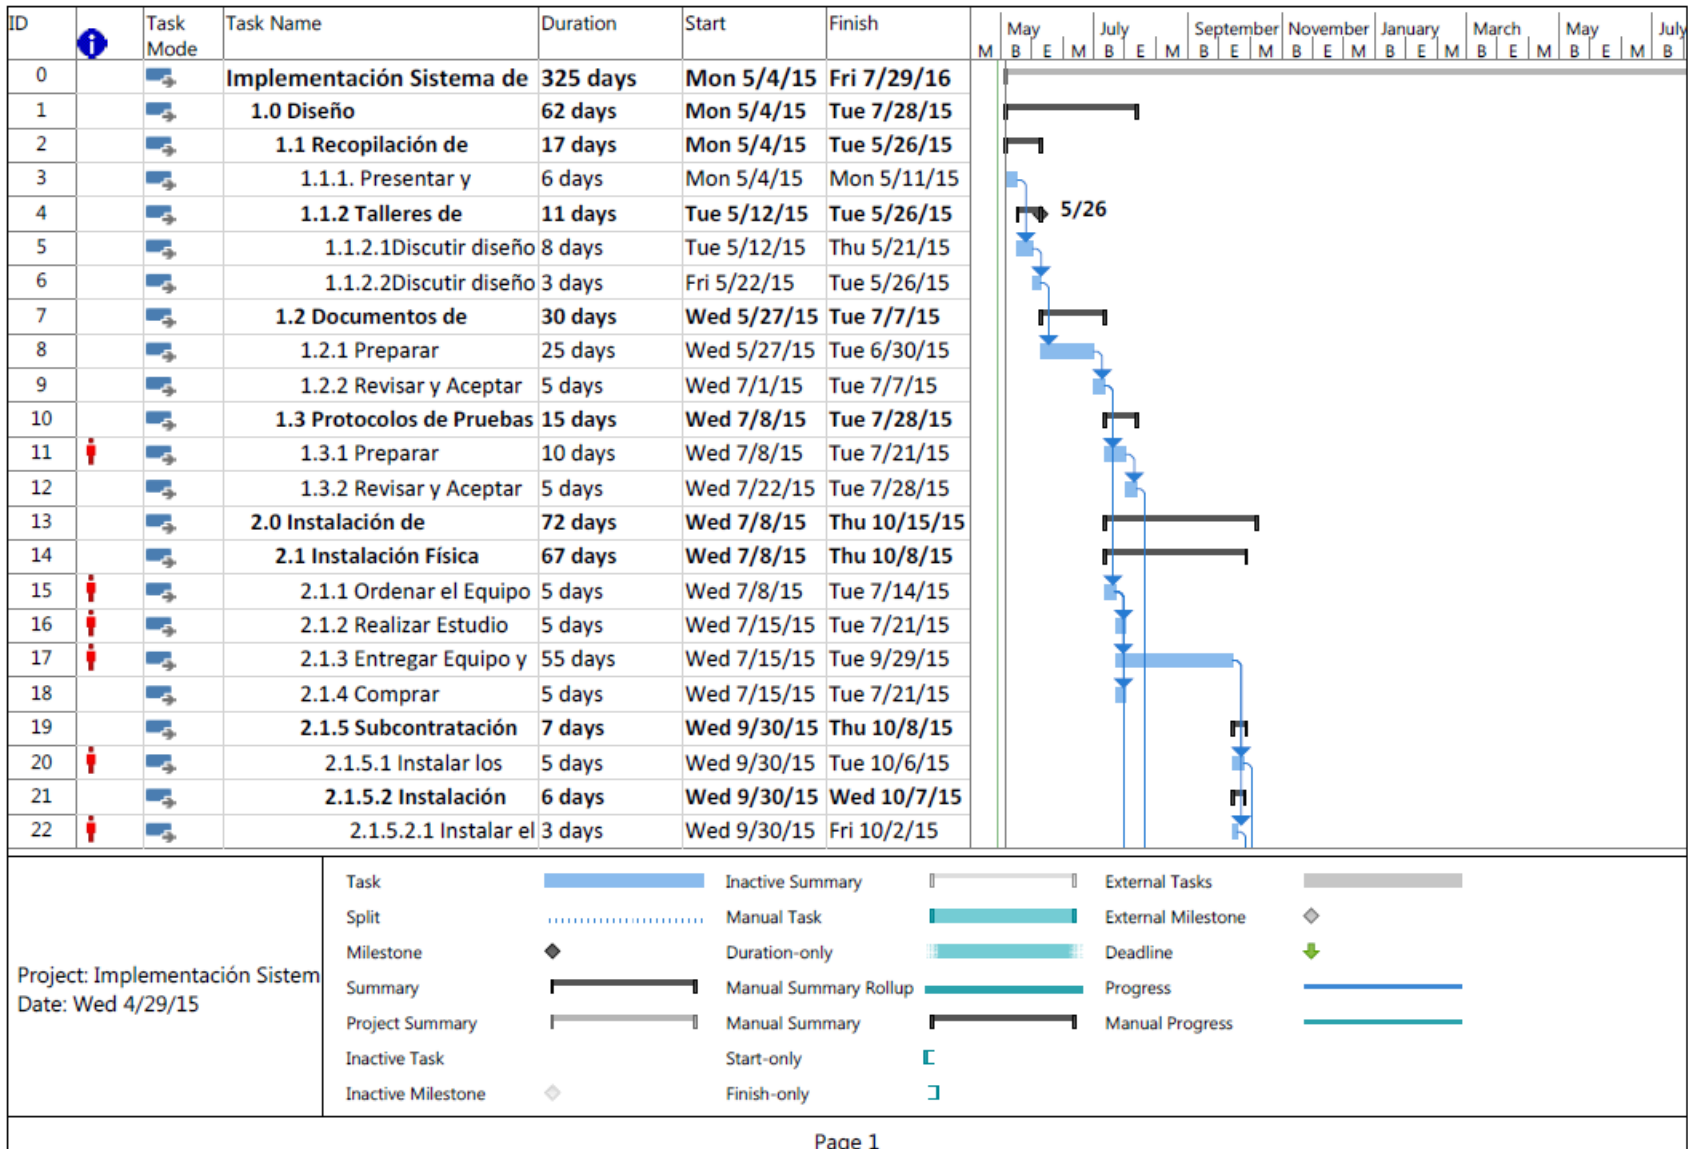 ID Task Mode Task Name Duration Start Finish
May July September November January March May July
M B E M B E M B E M B E M B E M B E M B E M B
0 Implementación Sistema de 325 days Mon 5/4/15 Fri 7/29/16
1 1.0 Diseño 62 days Mon 5/4/15 Tue 7/28/15
2 1.1 Recopilación de 17 days Mon 5/4/15 Tue 5/26/15
3 1.1.1. Presentar y 6 days Mon 5/4/15 Mon 5/11/15
4 1.1.2 Talleres de 11 days Tue 5/12/15 Tue 5/26/15 5/26
5 1.1.2.1Discutir diseño 8 days Tue 5/12/15 Thu 5/21/15
6 1.1.2.2Discutir diseño 3 days Fri 5/22/15 Tue 5/26/15
7 1.2 Documentos de 30 days Wed 5/27/15 Tue 7/7/15
8 1.2.1 Preparar 25 days Wed 5/27/15 Tue 6/30/15
9 1.2.2 Revisar y Aceptar 5 days Wed 7/1/15 Tue 7/7/15
10 1.3 Protocolos de Pruebas 15 days Wed 7/8/15 Tue 7/28/15
11 1.3.1 Preparar 10 days Wed 7/8/15 Tue 7/21/15
12 1.3.2 Revisar y Aceptar 5 days Wed 7/22/15 Tue 7/28/15
13 2.0 Instalación de 72 days Wed 7/8/15 Thu 10/15/15
14 2.1 Instalación Física 67 days Wed 7/8/15 Thu 10/8/15
15 2.1.1 Ordenar el Equipo 5 days Wed 7/8/15 Tue 7/14/15
16 2.1.2 Realizar Estudio 5 days Wed 7/15/15 Tue 7/21/15
17 2.1.3 Entregar Equipo y 55 days Wed 7/15/15 Tue 9/29/15
18 2.1.4 Comprar 5 days Wed 7/15/15 Tue 7/21/15
19 2.1.5 Subcontratación 7 days Wed 9/30/15 Thu 10/8/15
20 2.1.5.1 Instalar los 5 days Wed 9/30/15 Tue 10/6/15
21 2.1.5.2 Instalación 6 days Wed 9/30/15 Wed 10/7/15
22 2.1.5.2.1 Instalar el 3 days Wed 9/30/15 Fri 10/2/15
Project: Implementación Sistem
Date: Wed 4/29/15
Task
Split
Milestone
Summary
Project Summary
Inactive Task
Inactive Milestone
Inactive Summary
Manual Task
Duration-only
Manual Summary Rollup
Manual Summary
Start-only
Finish-only
External Tasks
External Milestone
Deadline
Progress
Manual Progress
Page 1